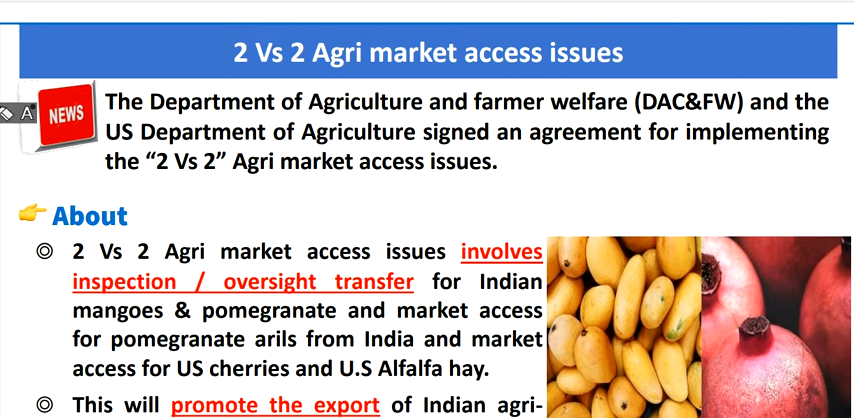 2 Vs 2 Agri market access issues
A
NEWS
The Department of Agriculture and farmer welfare (DAC&FW) and the
US Department of Agriculture signed an agreement for implementing
the “2 Vs 2” Agri market access issues.
About
2 Vs 2 Agri market access issues involves
inspection / oversight transfer for Indian
mangoes & pomegranate and market access
for pomegranate arils from India and market
access for US cherries and U.S Alfalfa hay.
This will promote the export of Indian agri-